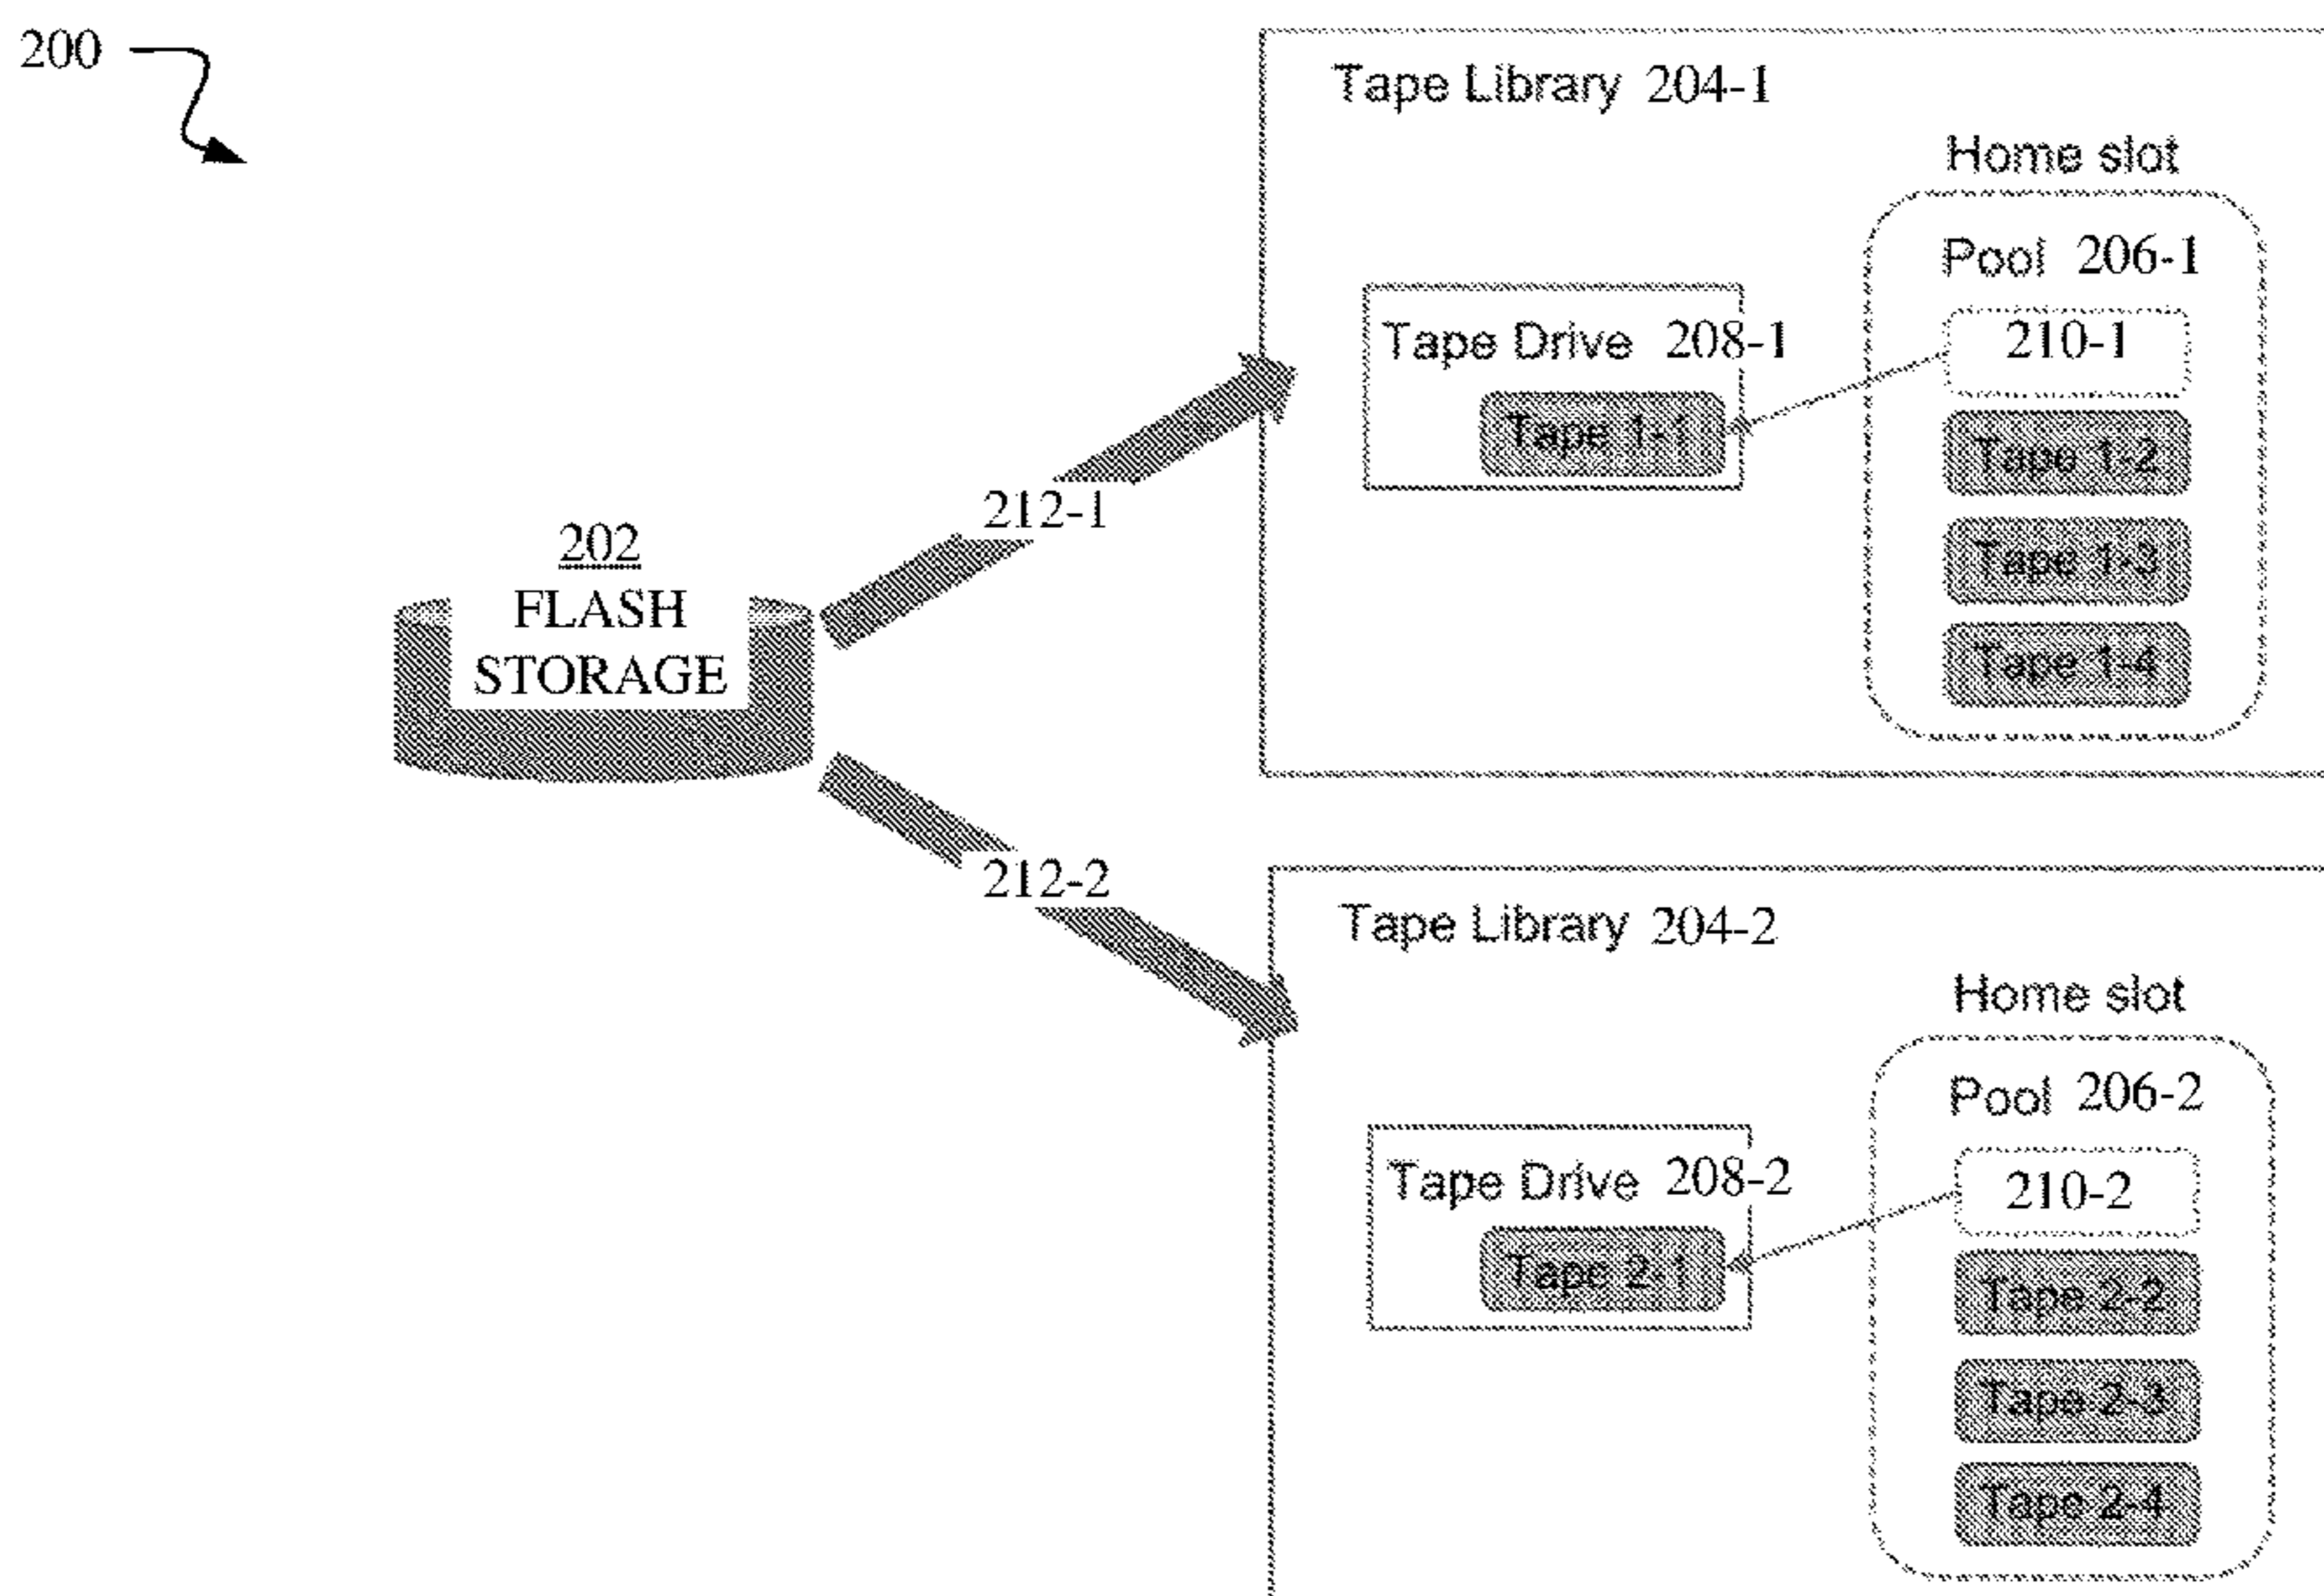 200
Tape Library 204-1
Home slot
Pool 206-1
210-1
Tape Drive 208-1
Tape 1-1
Tape 1-2
Tape 1-3
Tape 1-4
212-1
202
FLASH
STORAGE
212-2
Tape Library 204-2
Home slot
Pool 206-2
210-2
Tape Drive 208-2
Tape 2-1
Tape 2-2
Tape 2-3
Tape 2-4